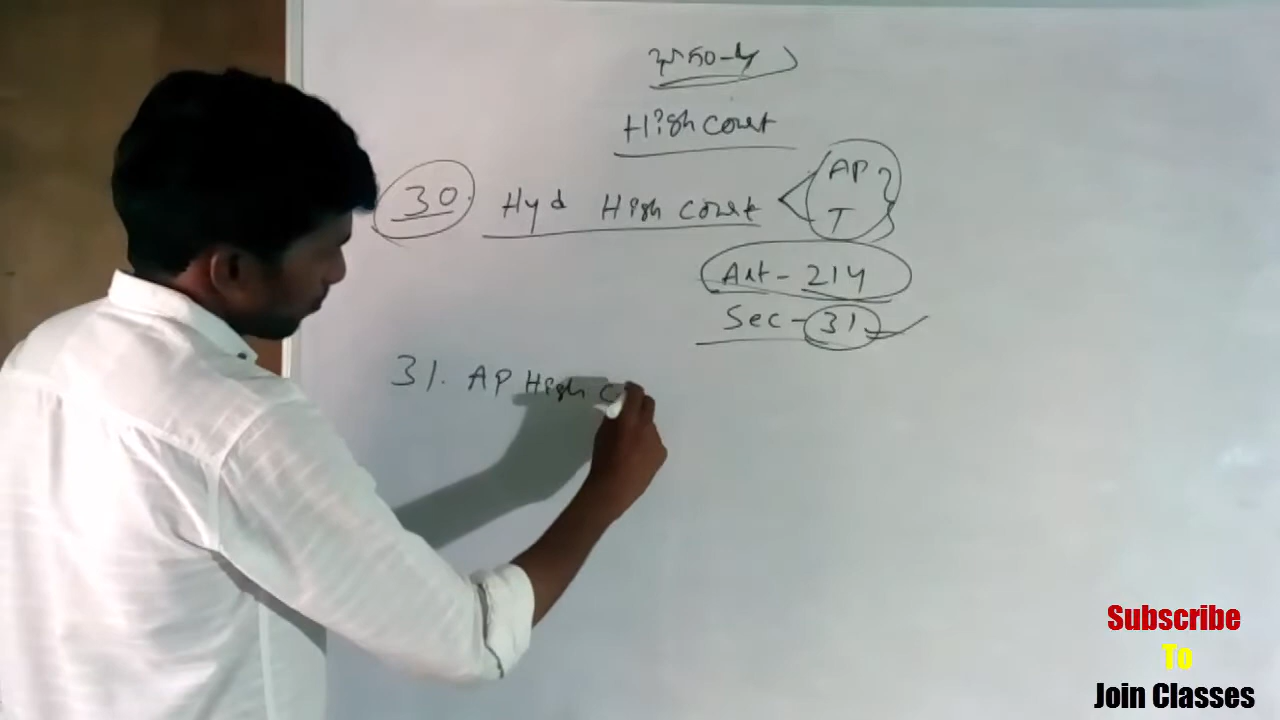 High Court
30. Hyd High Court AP
T
Art - 214
Sec - 31
31. AP High C
Subscribe
To
Join Classes